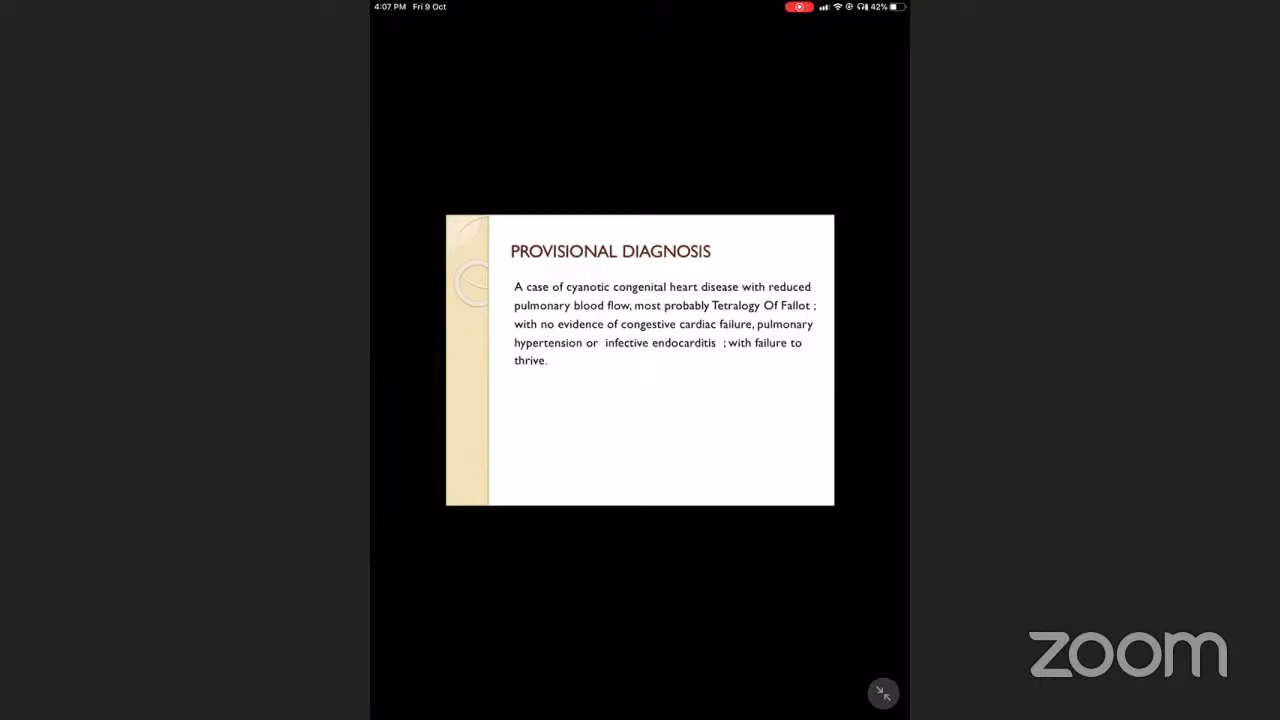 4:07 PM Fri 9 Oct
42%
PROVISIONAL DIAGNOSIS
A case of cyanotic congenital heart disease with reduced
pulmonary blood flow, most probably Tetralogy Of Fallot ;
with no evidence of congestive cardiac failure, pulmonary
hypertension or infective endocarditis ; with failure to
thrive.
zoom